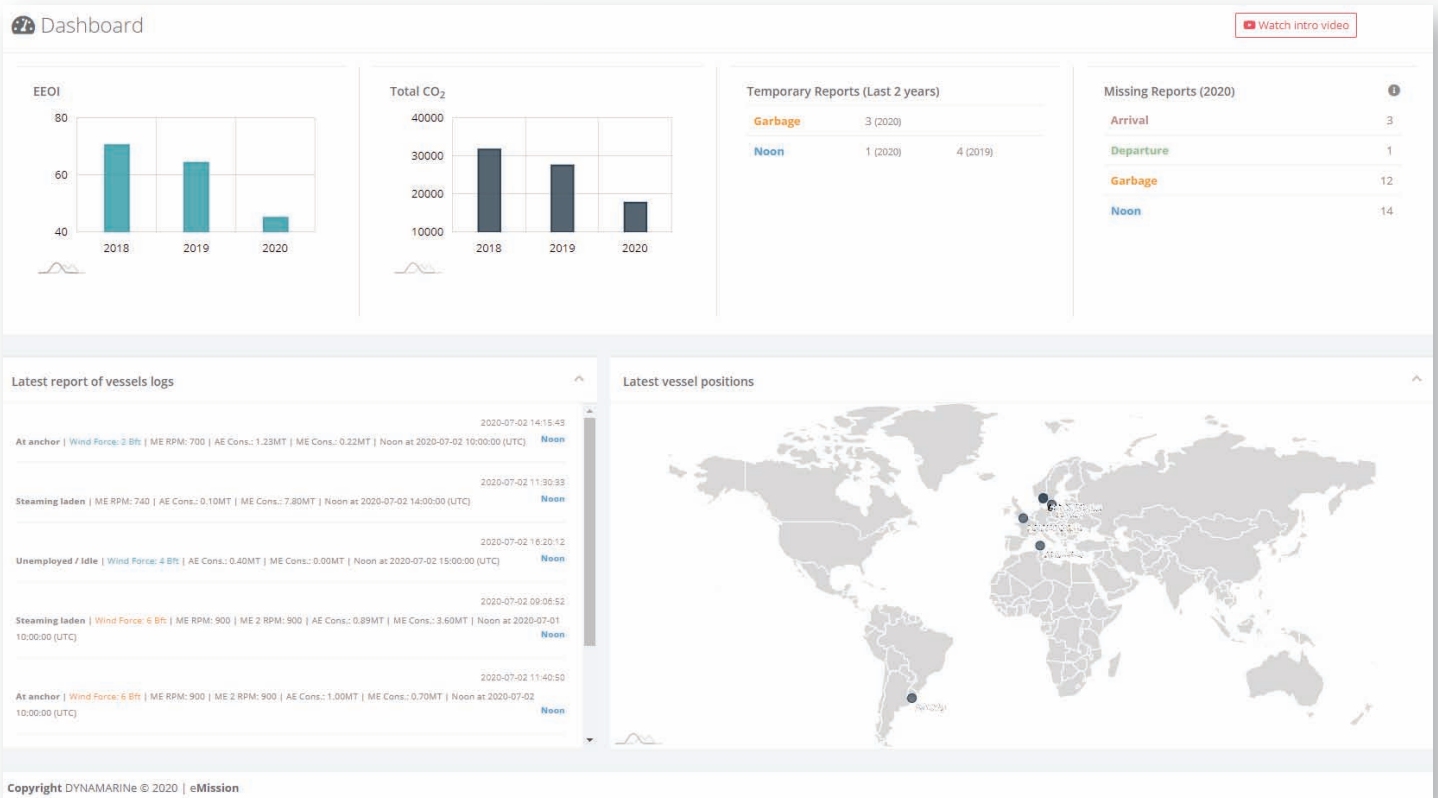 Dashboard
Watch intro video
EEOI
80
60
40
2018 2019 2020
Total CO2
40000
30000
20000
10000
2018 2019 2020
Temporary Reports (Last 2 years)
Garbage 3 (2020)
Noon 1 (2020) 4 (2019)
Missing Reports (2020)
Arrival 3
Departure 1
Garbage 12
Noon 14
Latest report of vessels logs
2020-07-02 14:15:43
At anchor | Wind Force: 2 Bft | ME RPM: 700 | AE Cons.: 1.23MT | ME Cons.: 0.22MT | Noon at 2020-07-02 10:00:00 (UTC) Noon
2020-07-02 11:30:33
Steaming laden | ME RPM: 740 | AE Cons.: 0.10MT | ME Cons.: 7.80MT | Noon at 2020-07-02 14:00:00 (UTC) Noon
2020-07-02 16:20:12
Unemployed / Idle | Wind Force: 4 Bft | AE Cons.: 0.40MT | ME Cons.: 0.00MT | Noon at 2020-07-02 15:00:00 (UTC) Noon
2020-07-02 09:06:52
Steaming laden | Wind Force: 6 Bft | ME RPM: 900 | ME 2 RPM: 900 | AE Cons.: 0.89MT | ME Cons.: 3.60MT | Noon at 2020-07-01
10:00:00 (UTC) Noon
2020-07-02 11:40:50
At anchor | Wind Force: 6 Bft | ME RPM: 900 | ME 2 RPM: 900 | AE Cons.: 1.00MT | ME Cons.: 0.70MT | Noon at 2020-07-02
10:00:00 (UTC) Noon
Latest vessel positions
Copyright DYNAMARINe © 2020 | eMission